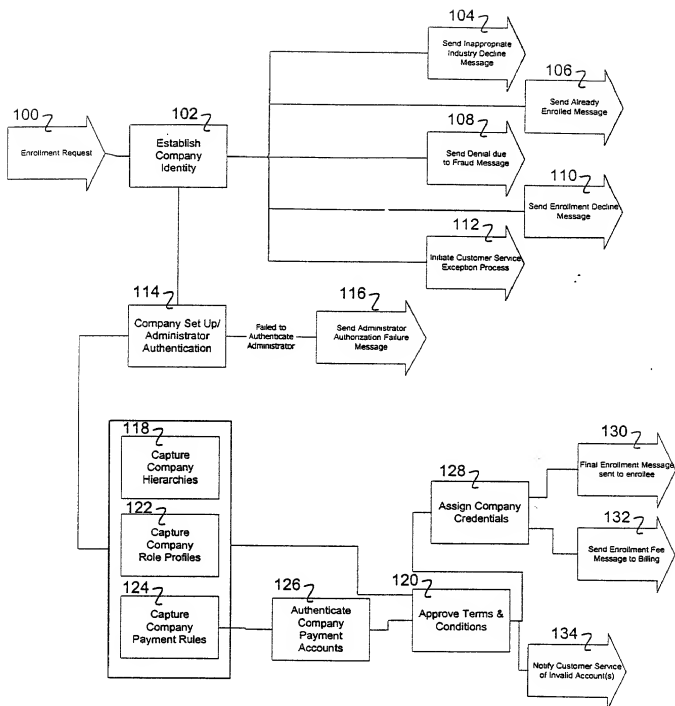 104
Send Inappropriate
Industry Decline
Message
106
Send Already
Enrolled Message
100
Enrollment Request
102
Establish
Company
Identity
108
Send Denial due
to Fraud Message
110
Send Enrollment Decline
Message
112
Initiate Customer Service
Exception Process
114
Company Set Up/
Administrator
Authentication
Failed to
Authenticate
Administrator
116
Send Administrator
Authorization Failure
Message
118
Capture
Company
Hierarchies
122
Capture
Company
Role Profiles
124
Capture
Company
Payment Rules
126
Authenticate
Company
Payment
Accounts
120
Approve Terms &
Conditions
128
Assign Company
Credentials
130
Final Enrollment Message
sent to enrollee
132
Send Enrollment Fee
Message to Billing
134
Notify Customer Service
of Invalid Account(s)